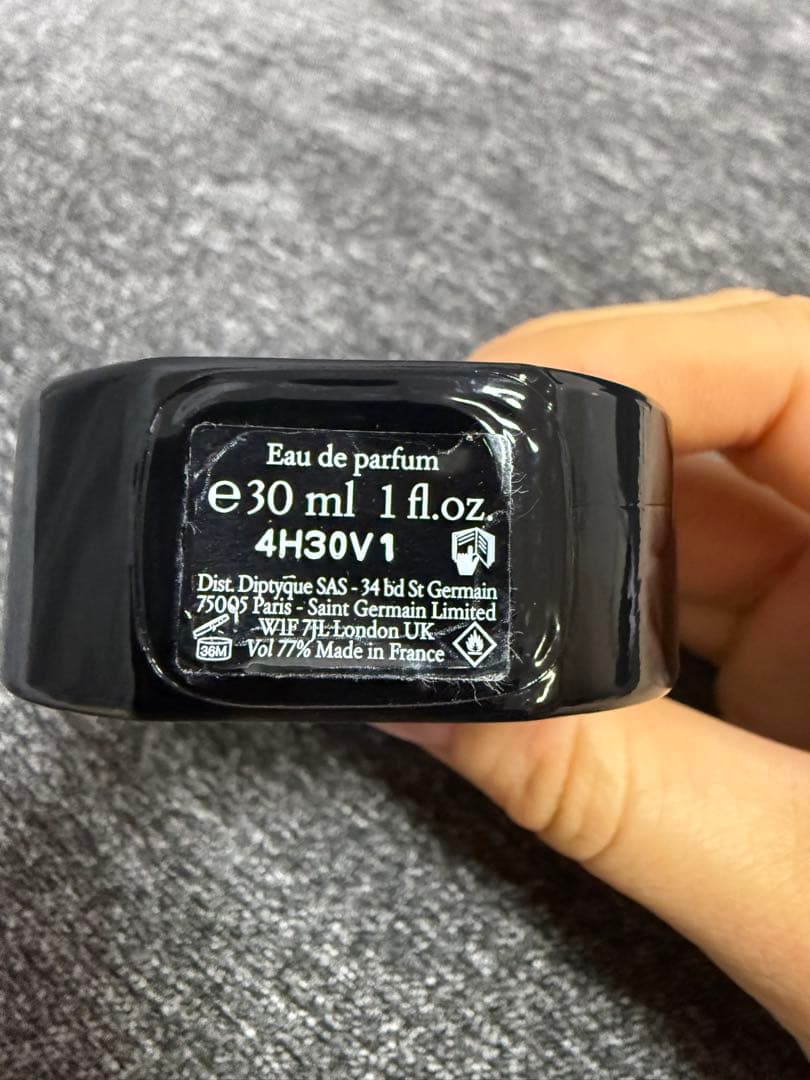 Eau de parfum
e30 ml 1 fl.oz.
4H30V1
Dist. Diptyque SAS - 34 bd St Germain
75005 Paris - Saint Germain Limited
W1F 7JL London UK
36M
Vol 77% Made in France